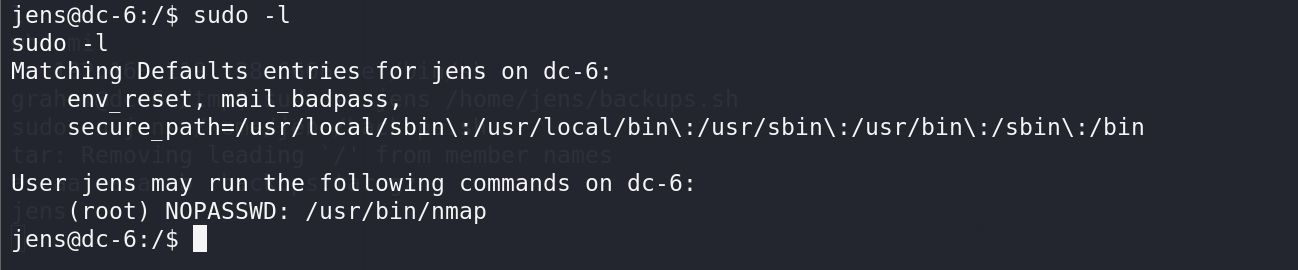 jens@dc-6:/$ sudo -l
sudo -l
Matching Defaults entries for jens on dc-6:
    env_reset, mail_badpass,
    secure_path=/usr/local/sbin\:/usr/local/bin\:/usr/sbin\:/usr/bin\:/sbin\:/bin

User jens may run the following commands on dc-6:
    (root) NOPASSWD: /usr/bin/nmap
jens@dc-6:/$